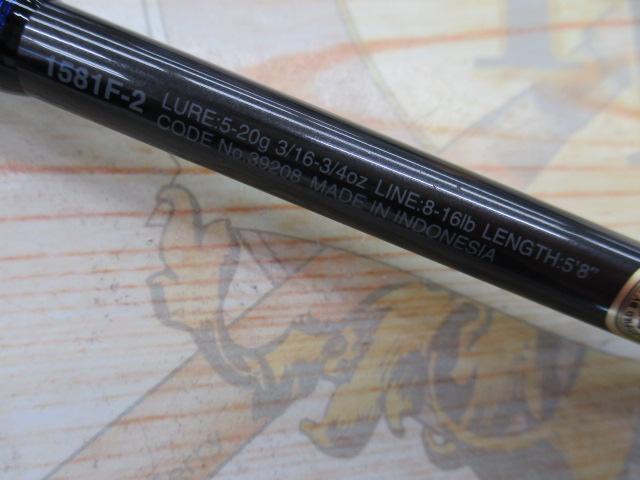 1581F-2 LURE:5-20g 3/16-3/4oz LINE:8-16lb LENGTH:5'8"
CODE No.39208 MADE IN INDONESIA